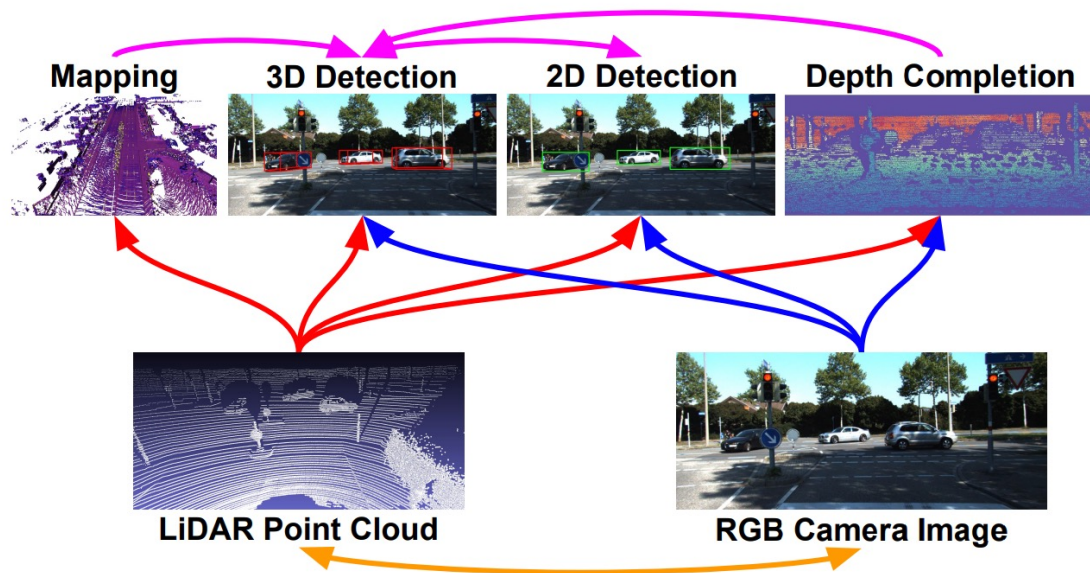 Mapping
3D Detection
2D Detection
Depth Completion
LiDAR Point Cloud
RGB Camera Image